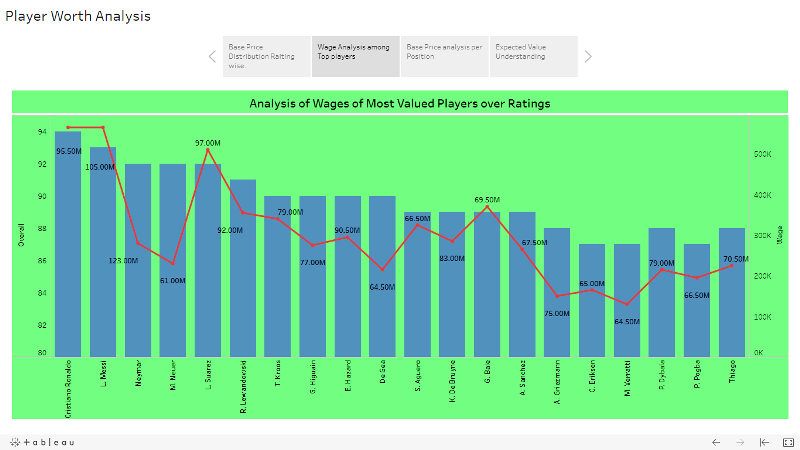 Player Worth Analysis
Base Price
Distribution Raiting
wise.
Wage Analysis among
Top players
Base Price analysis per
Position
Expected Value
Understanding
Analysis of Wages of Most Valued Players over Ratings
94
92
90
88
86
84
82
80
Overall
500K
400K
300K
200K
100K
0K
Wage
95.50M
105.00M
123.00M
61.00M
97.00M
92.00M
79.00M
77.00M
90.50M
64.50M
66.50M
83.00M
69.50M
67.50M
75.00M
65.00M
64.50M
79.00M
66.50M
70.50M
Cristiano Ronaldo
L. Messi
Neymar
M. Neuer
L. Suarez
R. Lewandowski
T. Kroos
G. Higuain
E. Hazard
De Gea
S. Aguero
K. De Bruyne
G. Bale
A. Sanchez
A. Griezmann
C. Eriksen
M. Verratti
P. Dybala
P. Pogba
Thiago
+ a b | e a u